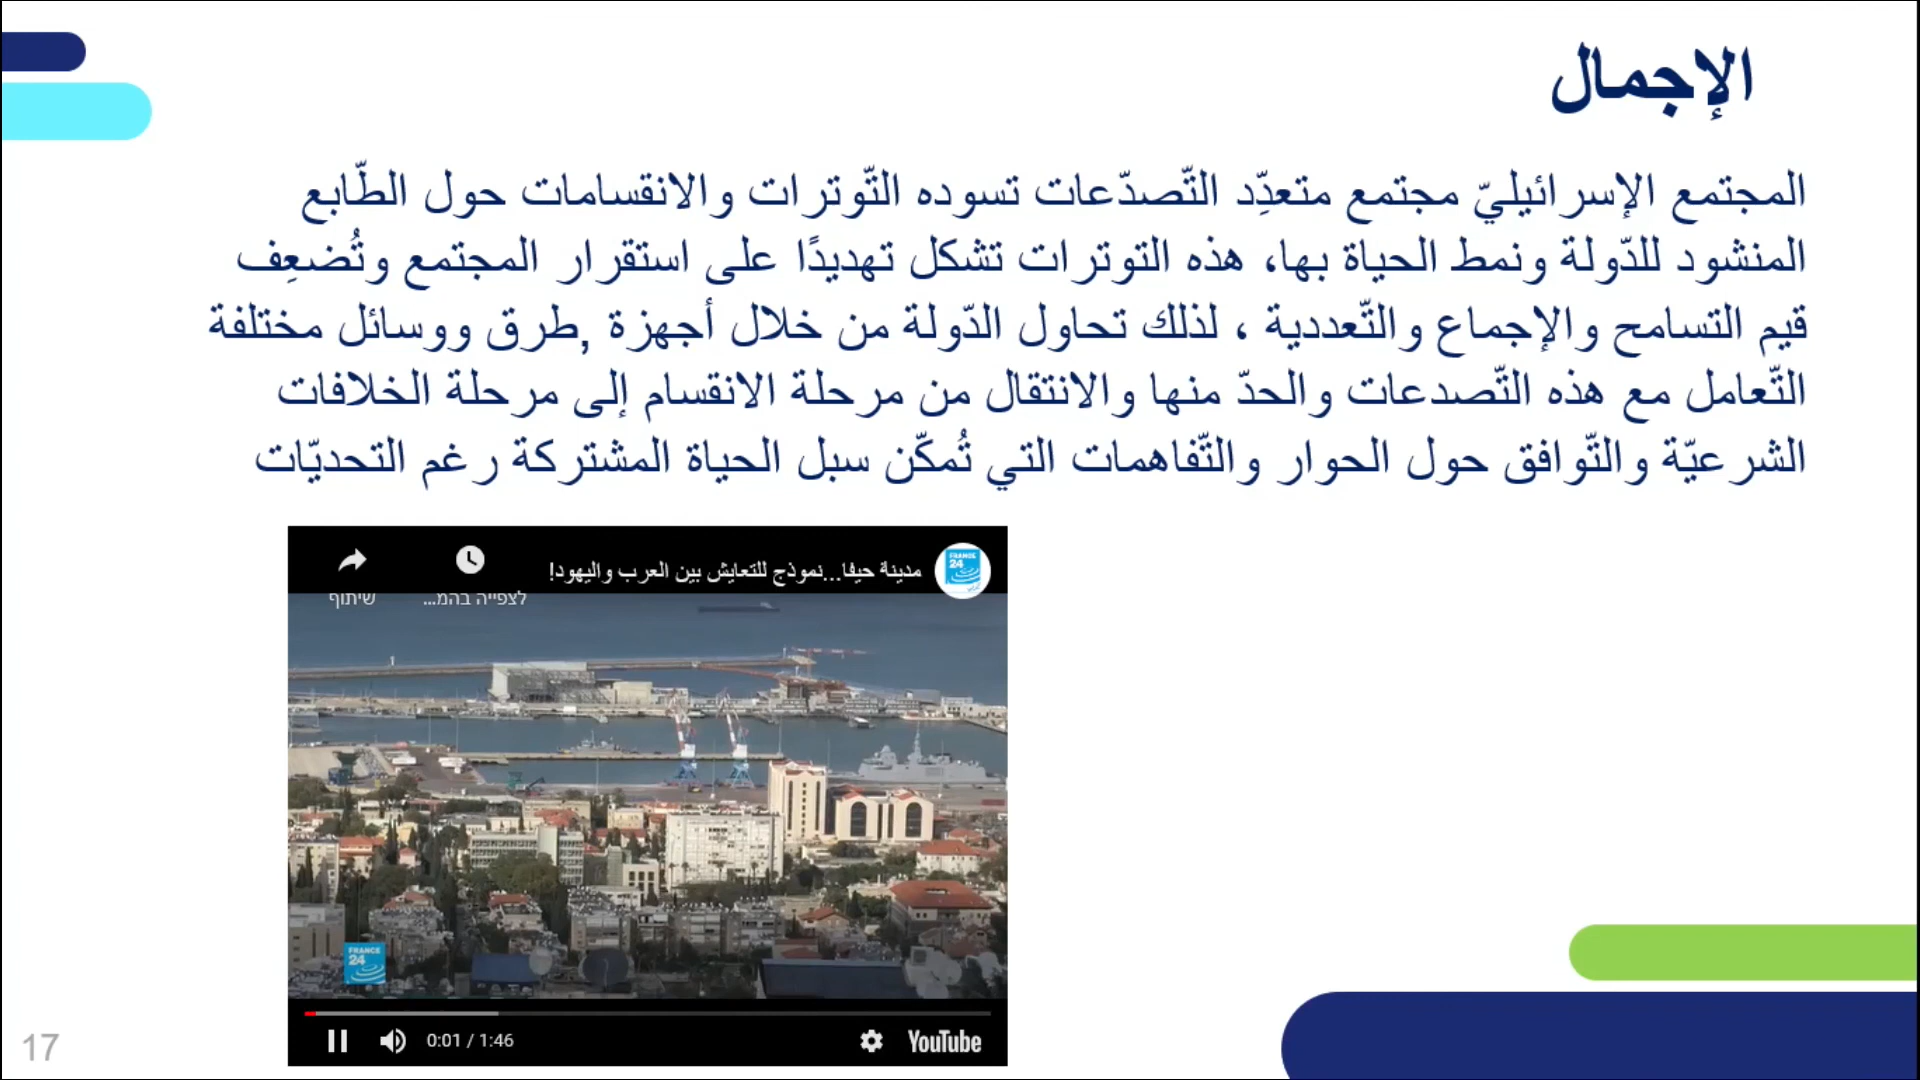 الإجمال
المجتمع الإسرائيليّ مجتمع متعدِّد التّصدّعات تسوده التّوترات والانقسامات حول الطّابع
المنشود للدّولة ونمط الحياة بها، هذه التوترات تشكل تهديدًا على استقرار المجتمع وتُضعِف
قيم التسامح والإجماع والتّعددية ، لذلك تحاول الدّولة من خلال أجهزة ,طرق ووسائل مختلفة
التّعامل مع هذه التّصدعات والحدّ منها والانتقال من مرحلة الانقسام إلى مرحلة الخلافات
الشرعيّة والتّوافق حول الحوار والتّفاهمات التي تُمكّن سبل الحياة المشتركة رغم التحديّات
مدينة حيفا...نموذج للتعايش بين العرب واليهود!
FRANCE
24
לצפייה בהמ...
שיתוף
FRANCE
24
0:01 / 1:46
YouTube
17